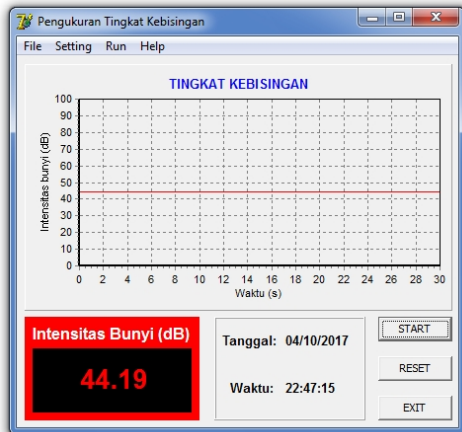 Pengukuran Tingkat Kebisingan
File Setting Run Help
TINGKAT KEBISINGAN
Intensitas bunyi (dB)
100
90
80
70
60
50
40
30
20
10
0
0 2 4 6 8 10 12 14 16 18 20 22 24 26 28 30
Waktu (s)
Intensitas Bunyi (dB)
44.19
Tanggal: 04/10/2017
Waktu: 22:47:15
START
RESET
EXIT